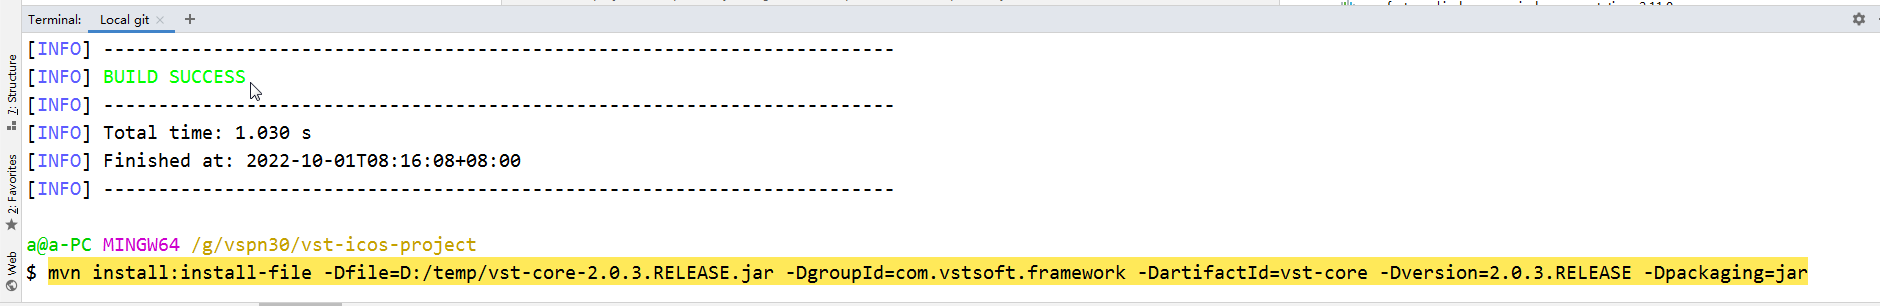 Terminal: Local git × +
[INFO] ------------------------------------------------------------------------
[INFO] BUILD SUCCESS
[INFO] ------------------------------------------------------------------------
[INFO] Total time: 1.030 s
[INFO] Finished at: 2022-10-01T08:16:08+08:00
[INFO] ------------------------------------------------------------------------
a@a-PC MINGW64 /g/vspn30/vst-icos-project
$ mvn install:install-file -Dfile=D:/temp/vst-core-2.0.3.RELEASE.jar -DgroupId=com.vstsoft.framework -DartifactId=vst-core -Dversion=2.0.3.RELEASE -Dpackaging=jar
7: Structure
2: Favorites
Web